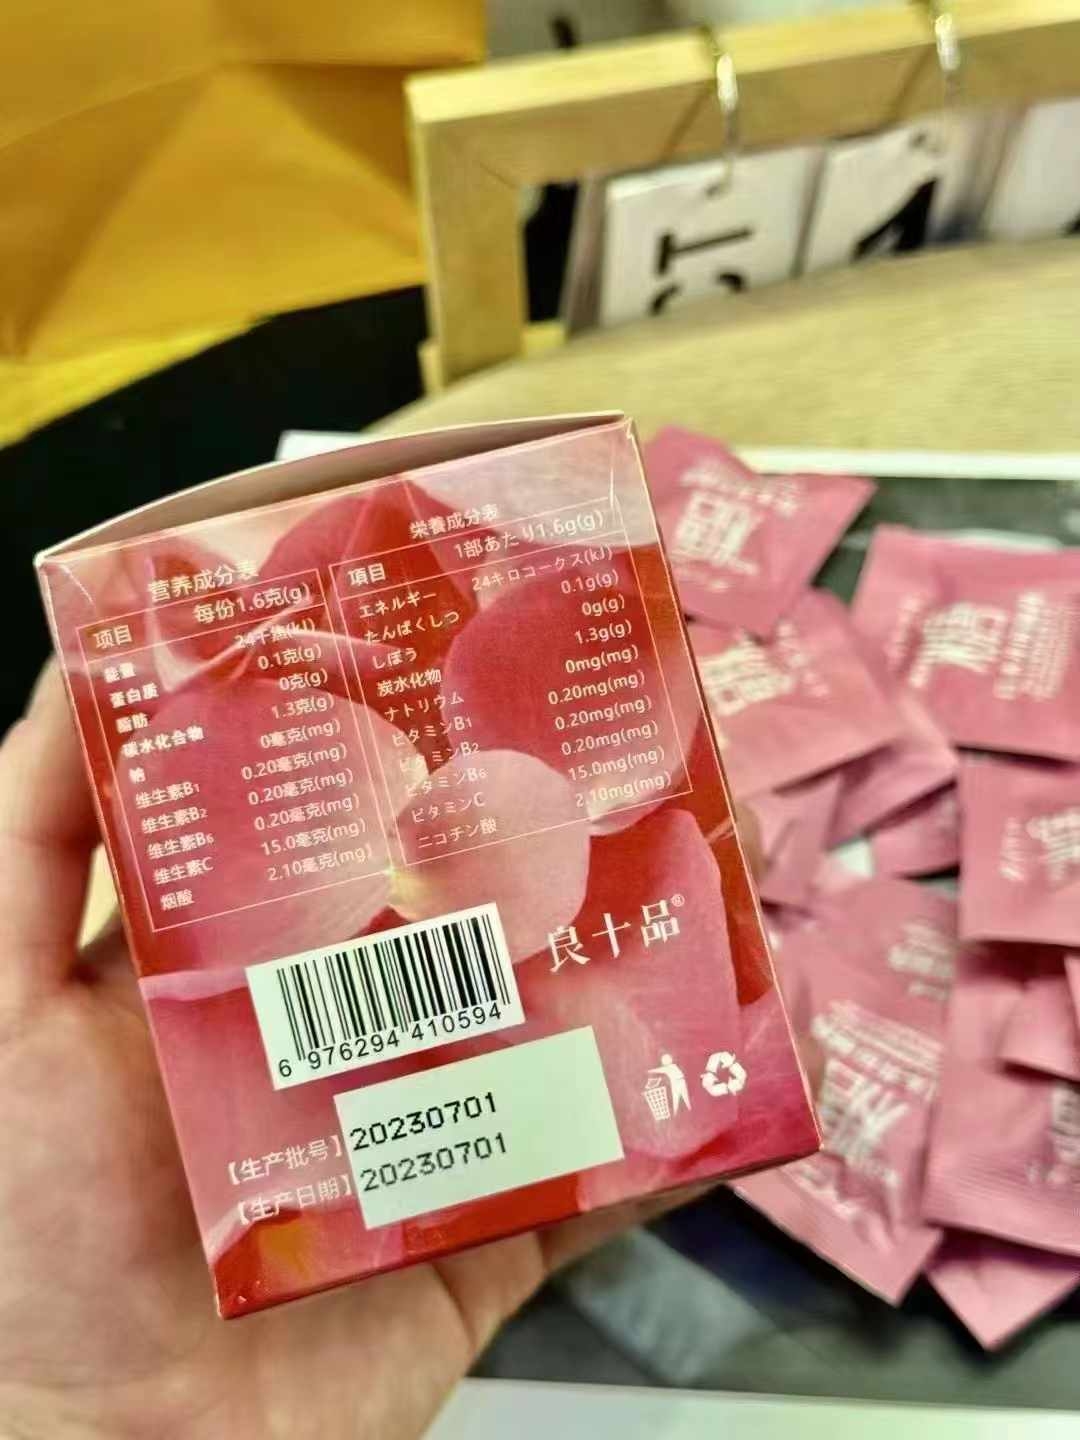 营养成分表
每份1.6克(g)
项目
能量 24千焦(kJ)
蛋白质 0.1克(g)
脂肪 0克(g)
碳水化合物 1.3克(g)
钠 0毫克(mg)
维生素B₁ 0.20毫克(mg)
维生素B₂ 0.20毫克(mg)
维生素B₆ 0.20毫克(mg)
维生素C 15.0毫克(mg)
烟酸 2.10毫克(mg)
栄養成分表
1部あたり1.6g(g)
項目
エネルギー 24キロコークス(kJ)
たんぱくしつ 0.1g(g)
しぼう 0g(g)
炭水化物 1.3g(g)
ナトリウム 0mg(mg)
ビタミンB₁ 0.20mg(mg)
ビタミンB₂ 0.20mg(mg)
ビタミンB₆ 0.20mg(mg)
ビタミンC 15.0mg(mg)
ニコチン酸 2.10mg(mg)
良十品®
6 976294 410594
【生产批号】20230701
【生产日期】20230701